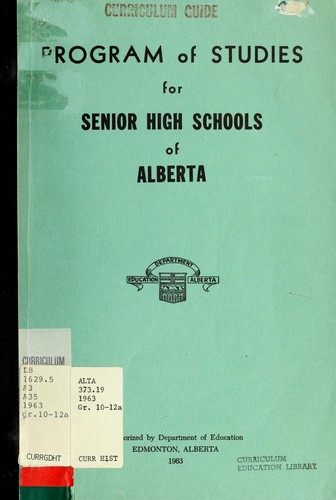 CURRICULUM GUIDE
PROGRAM of STUDIES
for
SENIOR HIGH SCHOOLS
of
ALBERTA
DEPARTMENT
EDUCATION ALBERTA
CURRICULUM
LB
1629.5
A3
A35
1963
Gr.10-12a
CURRGDHT
ALTA
373.19
1963
Gr. 10-12a
CURR HIST
orized by Department of Education
EDMONTON, ALBERTA
1963
CURRICULUM
EDUCATION LIBRARY